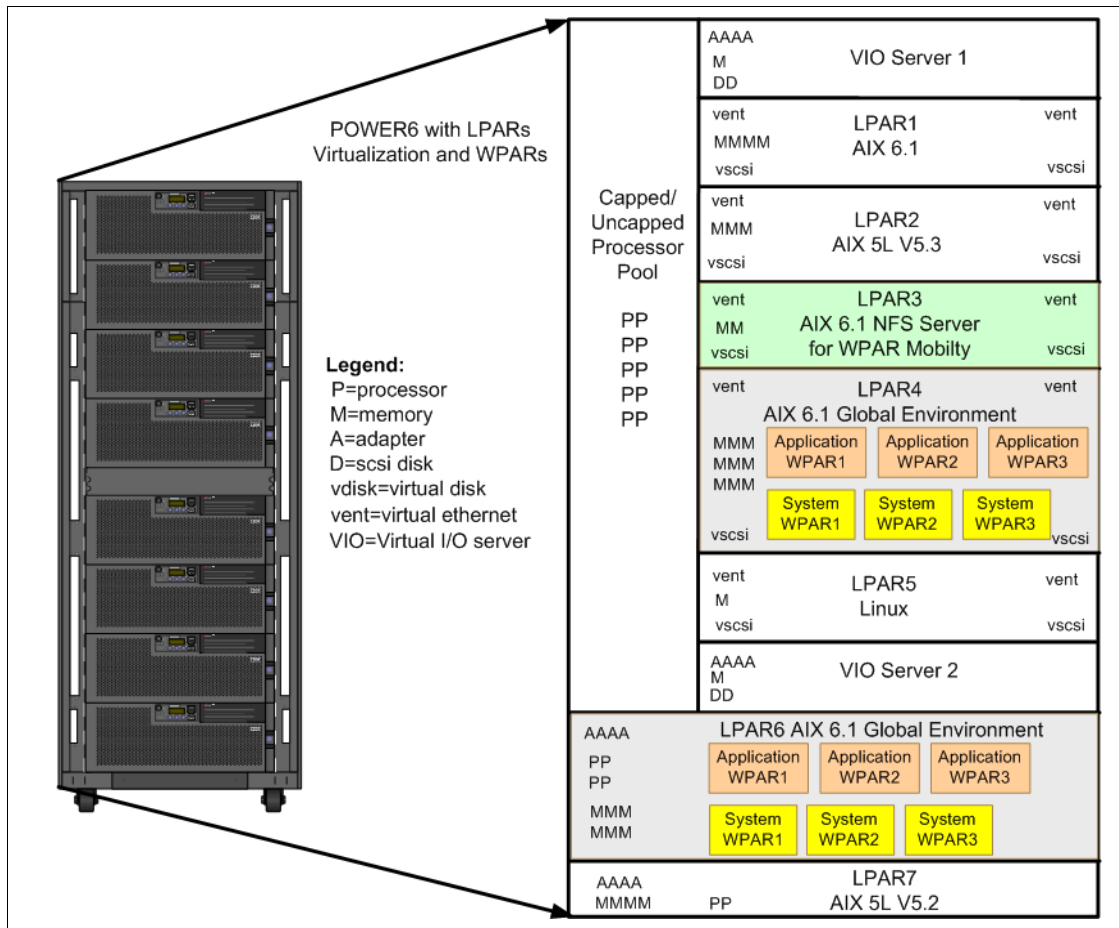 POWER6 with LPARs
Virtualization and WPARs
Legend:
P=processor
M=memory
A=adapter
D=scsi disk
vdisk=virtual disk
vent=virtual ethernet
VIO=Virtual I/O server
Capped/
Uncapped
Processor
Pool
PP
PP
PP
PP
PP
AAAA
M
DD
VIO Server 1
vent
LPAR1
vent
MMMM
AIX 6.1
vscsi
vscsi
vent
LPAR2
vent
MMM
AIX 5L V5.3
vscsi
vscsi
vent
LPAR3
vent
MM
AIX 6.1 NFS Server
vscsi
for WPAR Mobilty
vscsi
vent
LPAR4
vent
AIX 6.1 Global Environment
MMM
MMM
MMM
Application
WPAR1
Application
WPAR2
Application
WPAR3
System
WPAR1
System
WPAR2
System
WPAR3
vscsi
vscsi
vent
LPAR5
vent
M
Linux
vscsi
vscsi
AAAA
M
DD
VIO Server 2
AAAA
LPAR6 AIX 6.1 Global Environment
PP
PP
MMM
MMM
Application
WPAR1
Application
WPAR2
Application
WPAR3
System
WPAR1
System
WPAR2
System
WPAR3
AAAA
LPAR7
MMMM
PP
AIX 5L V5.2